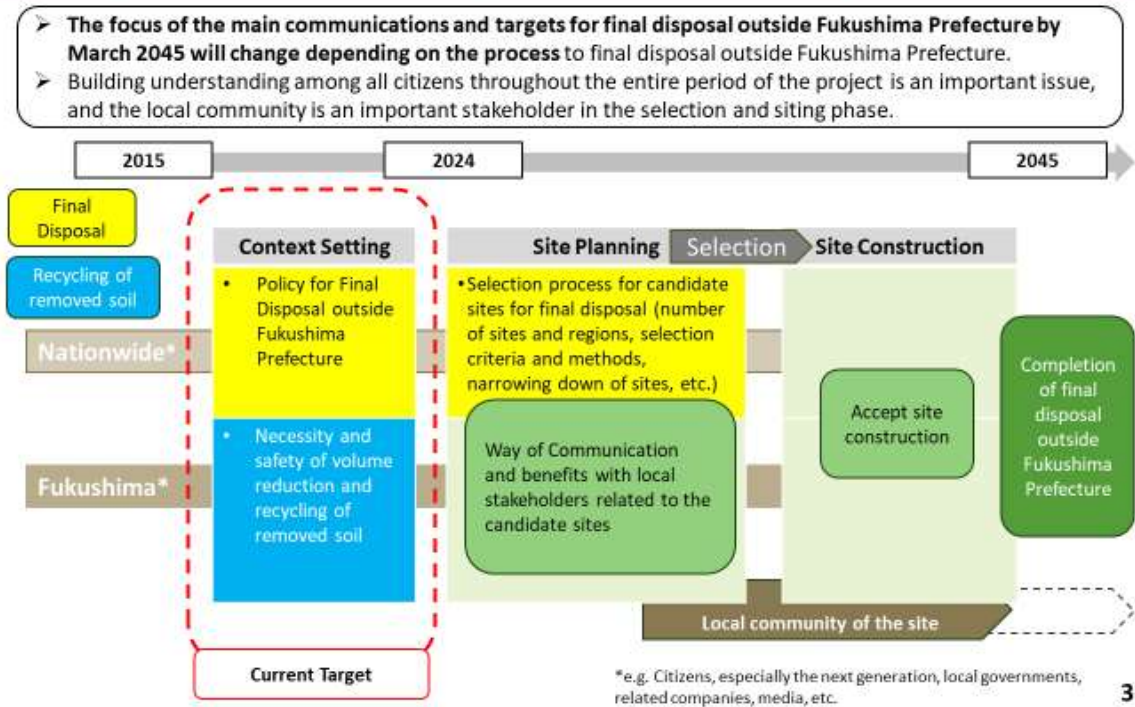 ➢ The focus of the main communications and targets for final disposal outside Fukushima Prefecture by
March 2045 will change depending on the process to final disposal outside Fukushima Prefecture.
➢ Building understanding among all citizens throughout the entire period of the project is an important issue,
and the local community is an important stakeholder in the selection and siting phase.
2015
2024
2045
Final
Disposal
Recycling of
removed soil
Context Setting
Site Planning
Selection
Site Construction
• Policy for Final
Disposal outside
Fukushima
Prefecture
•Selection process for candidate
sites for final disposal (number
of sites and regions, selection
criteria and methods,
narrowing down of sites, etc.)
Nationwide*
• Necessity and
safety of volume
reduction and
recycling of
removed soil
Way of Communication
and benefits with local
stakeholders related to the
candidate sites
Accept site
construction
Completion
of final
disposal
outside
Fukushima
Prefecture
Fukushima*
Local community of the site
Current Target
*e.g. Citizens, especially the next generation, local governments,
related companies, media, etc.
3